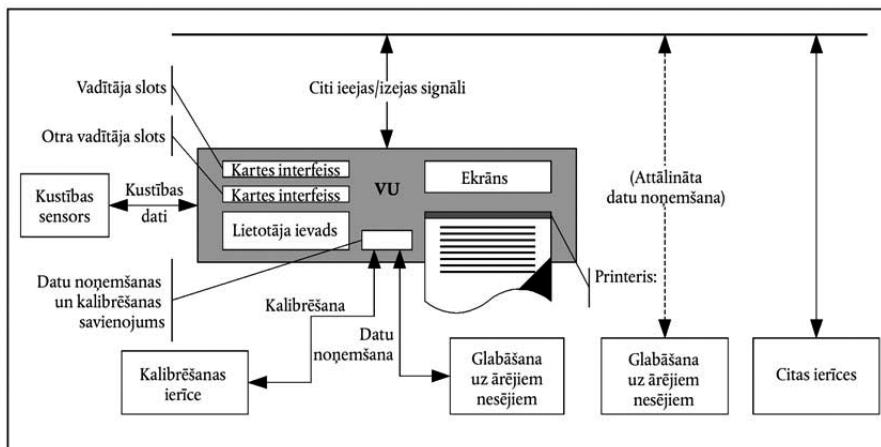 Vadītāja slots
Citi ieejas/izejas signāli
Otra vadītāja slots
Kartes interfeiss
Kartes interfeiss
VU
Ekrāns
(Attālināta
datu noņemšana)
Kustības
sensors
Kustības
dati
Lietotāja ievads
Datu noņemšanas
un kalibrēšanas
savienojums
Printeris:
Kalibrēšana
Datu
noņemšana
Kalibrēšanas
ierīce
Glabāšana
uz ārējiem
nesējiem
Glabāšana
uz ārējiem
nesējiem
Citas ierīces